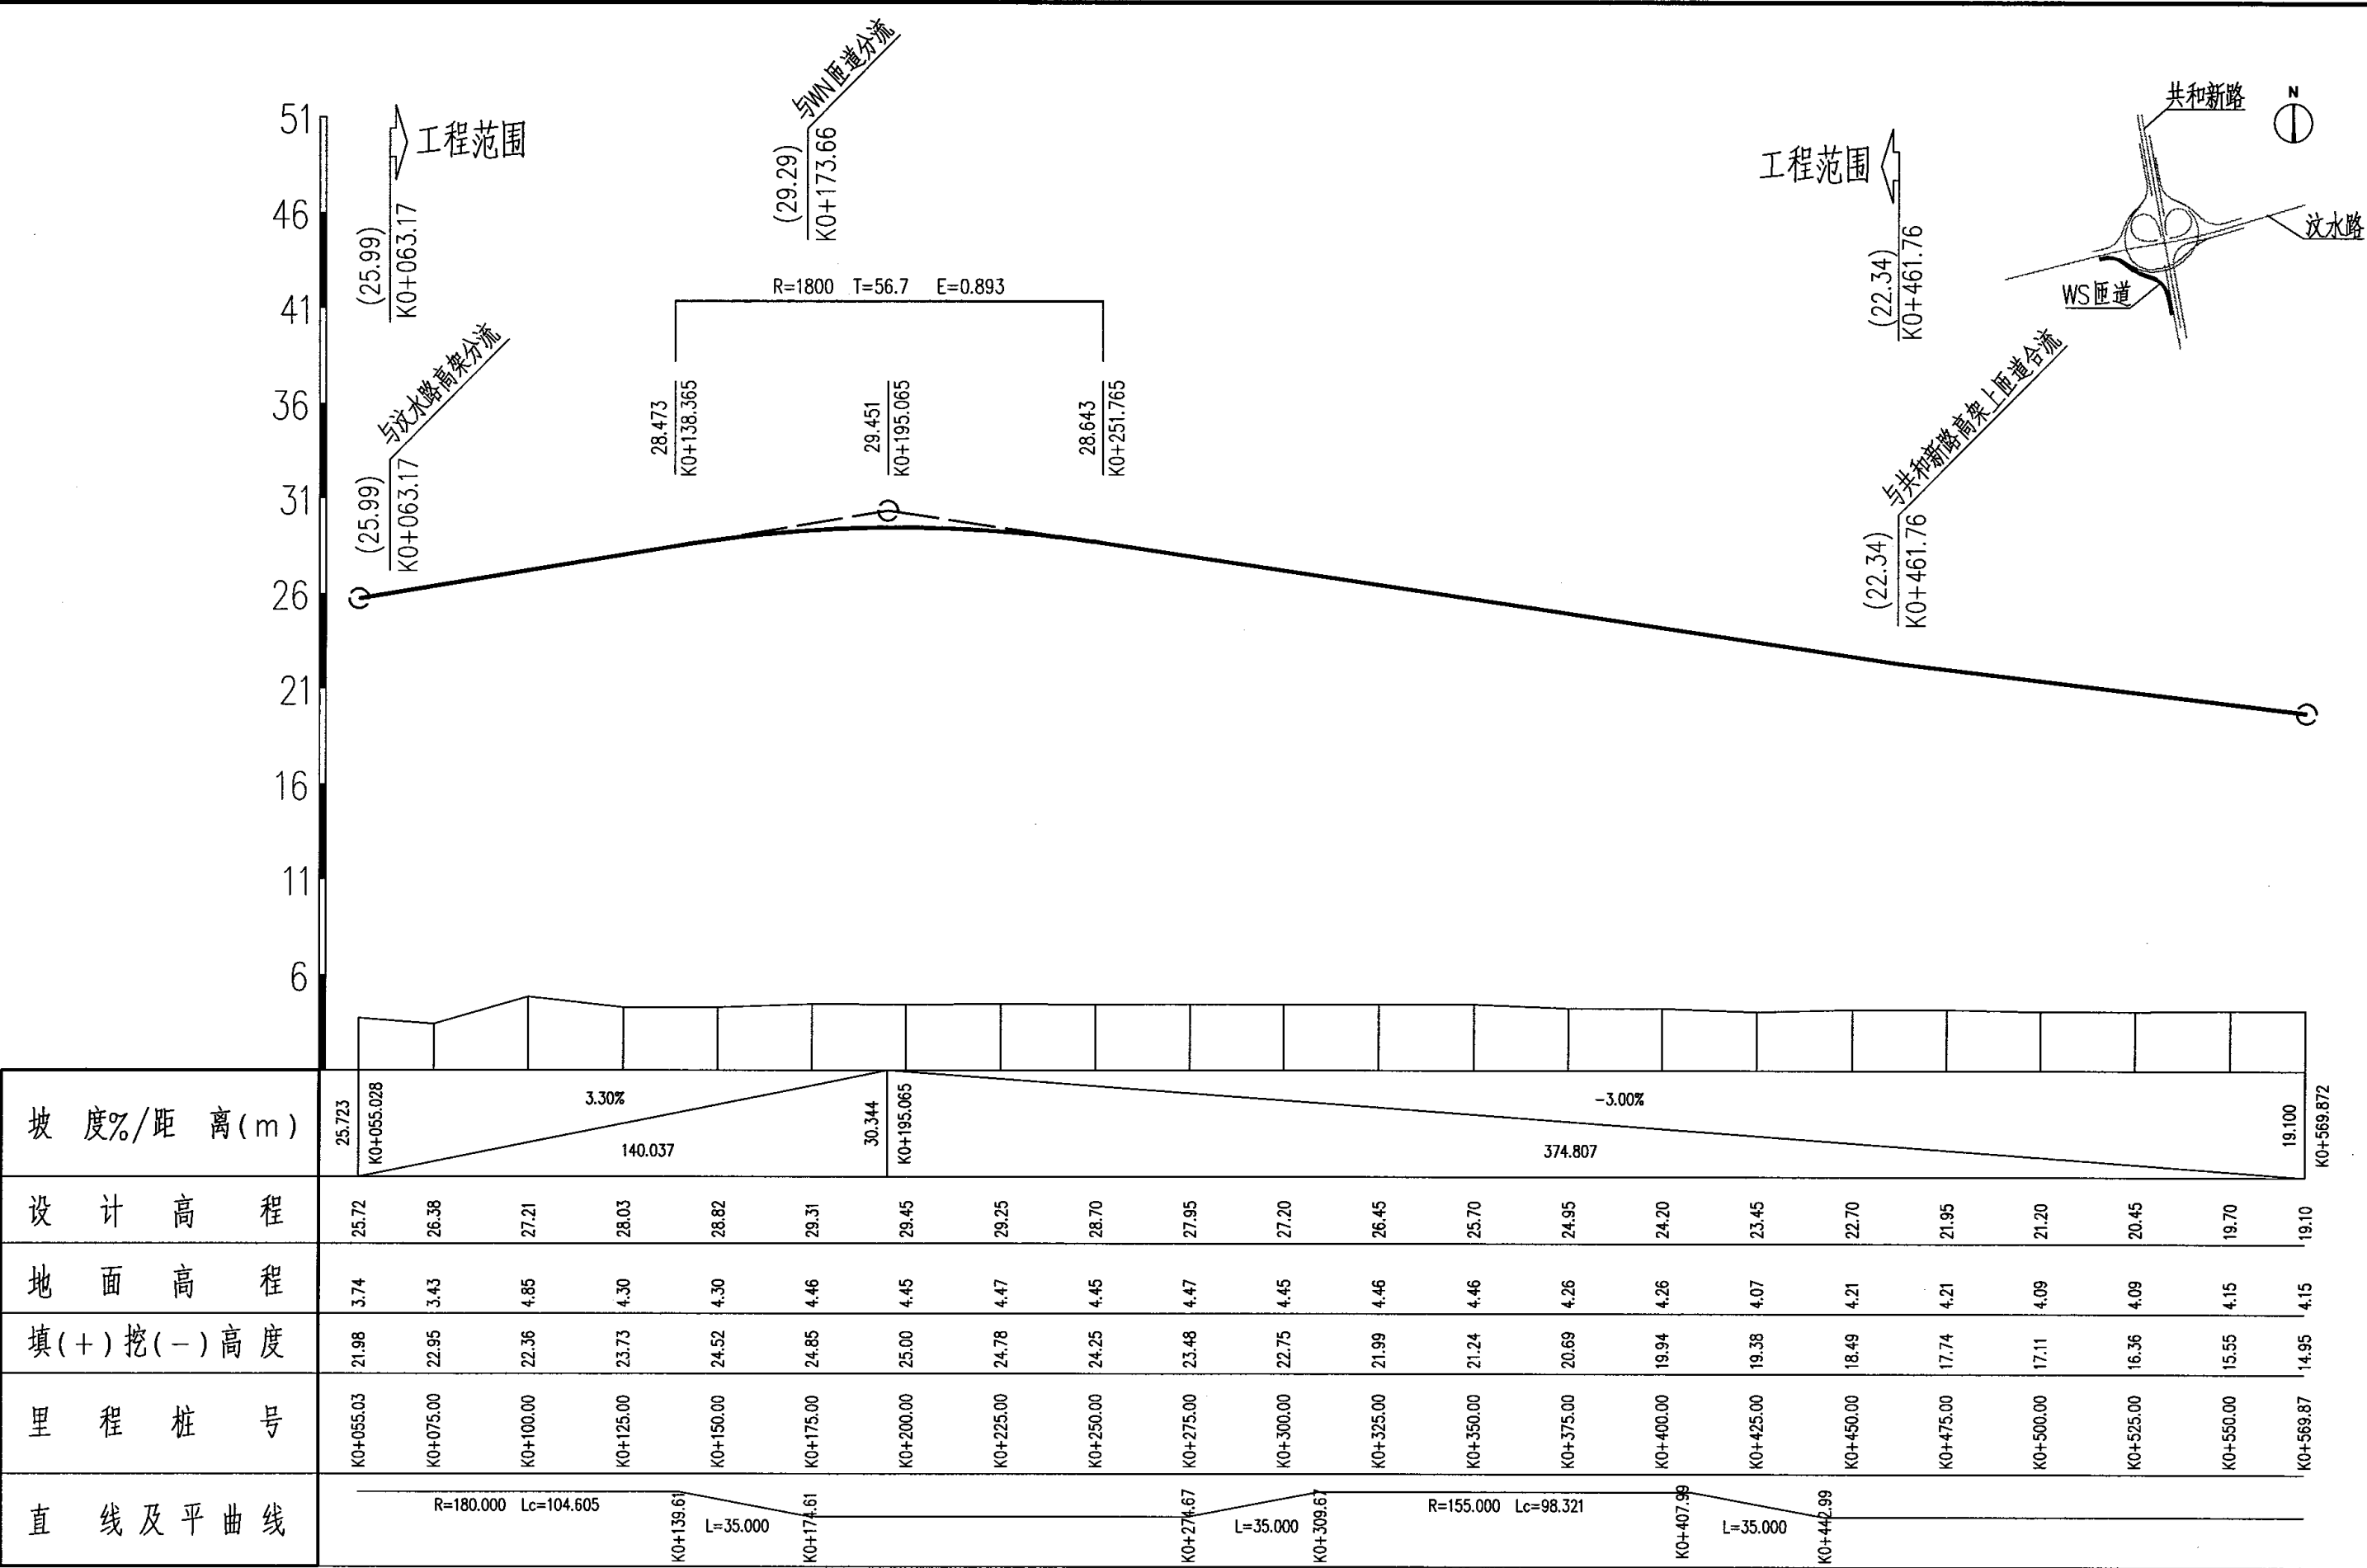 51
46
41
36
31
26
21
16
11
6
工程范围
(25.99)
K0+063.17
与汶水路高架分流
(25.99)
K0+063.17
与WN匝道分流
(29.29)
K0+173.66
R=1800 T=56.7 E=0.893
28.473
K0+138.365
29.451
K0+195.065
28.643
K0+251.765
工程范围
(22.34)
K0+461.76
与共和新路高架上匝道合流
(22.34)
K0+461.76
共和新路
N
汶水路
WS匝道
坡 度%/距 离(m)
25.723
K0+055.028
3.30%
140.037
30.344
K0+195.065
-3.00%
374.807
19.100
K0+569.872
设 计 高 程
25.72 26.38 27.21 28.03 28.82 29.31 29.45 29.25 28.70 27.95 27.20 26.45 25.70 24.95 24.20 23.45 22.70 21.95 21.20 20.45 19.70 19.10
地 面 高 程
3.74 3.43 4.85 4.30 4.30 4.46 4.45 4.47 4.45 4.47 4.45 4.46 4.46 4.26 4.26 4.07 4.21 4.21 4.09 4.09 4.15 4.15
填(+)挖(-)高度
21.98 22.95 22.36 23.73 24.52 24.85 25.00 24.78 24.25 23.48 22.75 21.99 21.24 20.69 19.94 19.38 18.49 17.74 17.11 16.36 15.55 14.95
里 程 桩 号
K0+055.03 K0+075.00 K0+100.00 K0+125.00 K0+150.00 K0+175.00 K0+200.00 K0+225.00 K0+250.00 K0+275.00 K0+300.00 K0+325.00 K0+350.00 K0+375.00 K0+400.00 K0+425.00 K0+450.00 K0+475.00 K0+500.00 K0+525.00 K0+550.00 K0+569.87
直 线及平曲线
R=180.000 Lc=104.605
K0+139.61
L=35.000
K0+174.61
K0+274.67
L=35.000
K0+309.67
R=155.000 Lc=98.321
K0+407.99
L=35.000
K0+442.99